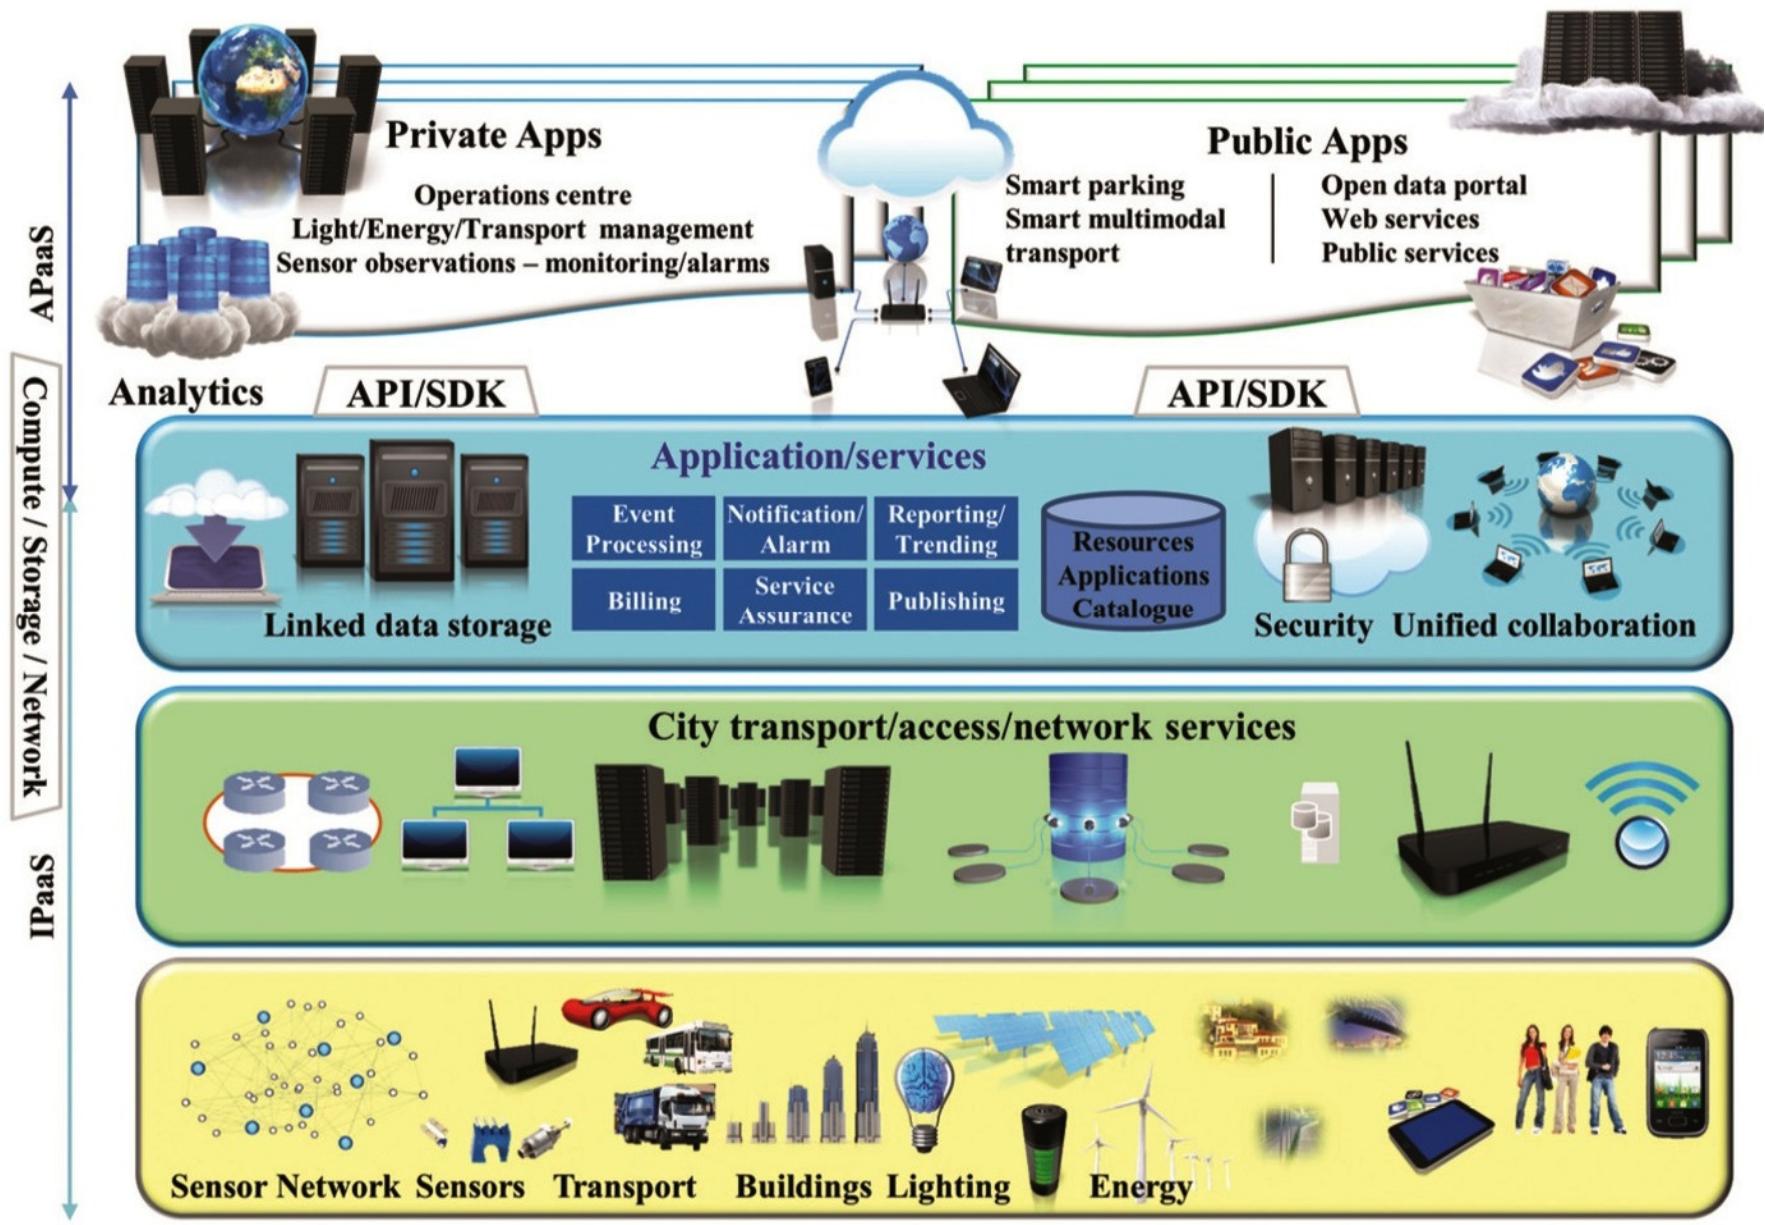 Private Apps
Operations centre
Light/Energy/Transport management
Sensor observations – monitoring/alarms
Public Apps
Smart parking
Smart multimodal
transport
Open data portal
Web services
Public services
APaaS
Compute / Storage / Network
IPaaS
Analytics
API/SDK
API/SDK
Application/services
Event
Processing
Notification/
Alarm
Reporting/
Trending
Billing
Service
Assurance
Publishing
Resources
Applications
Catalogue
Linked data storage
Security
Unified collaboration
City transport/access/network services
Sensor Network
Sensors
Transport
Buildings
Lighting
Energy